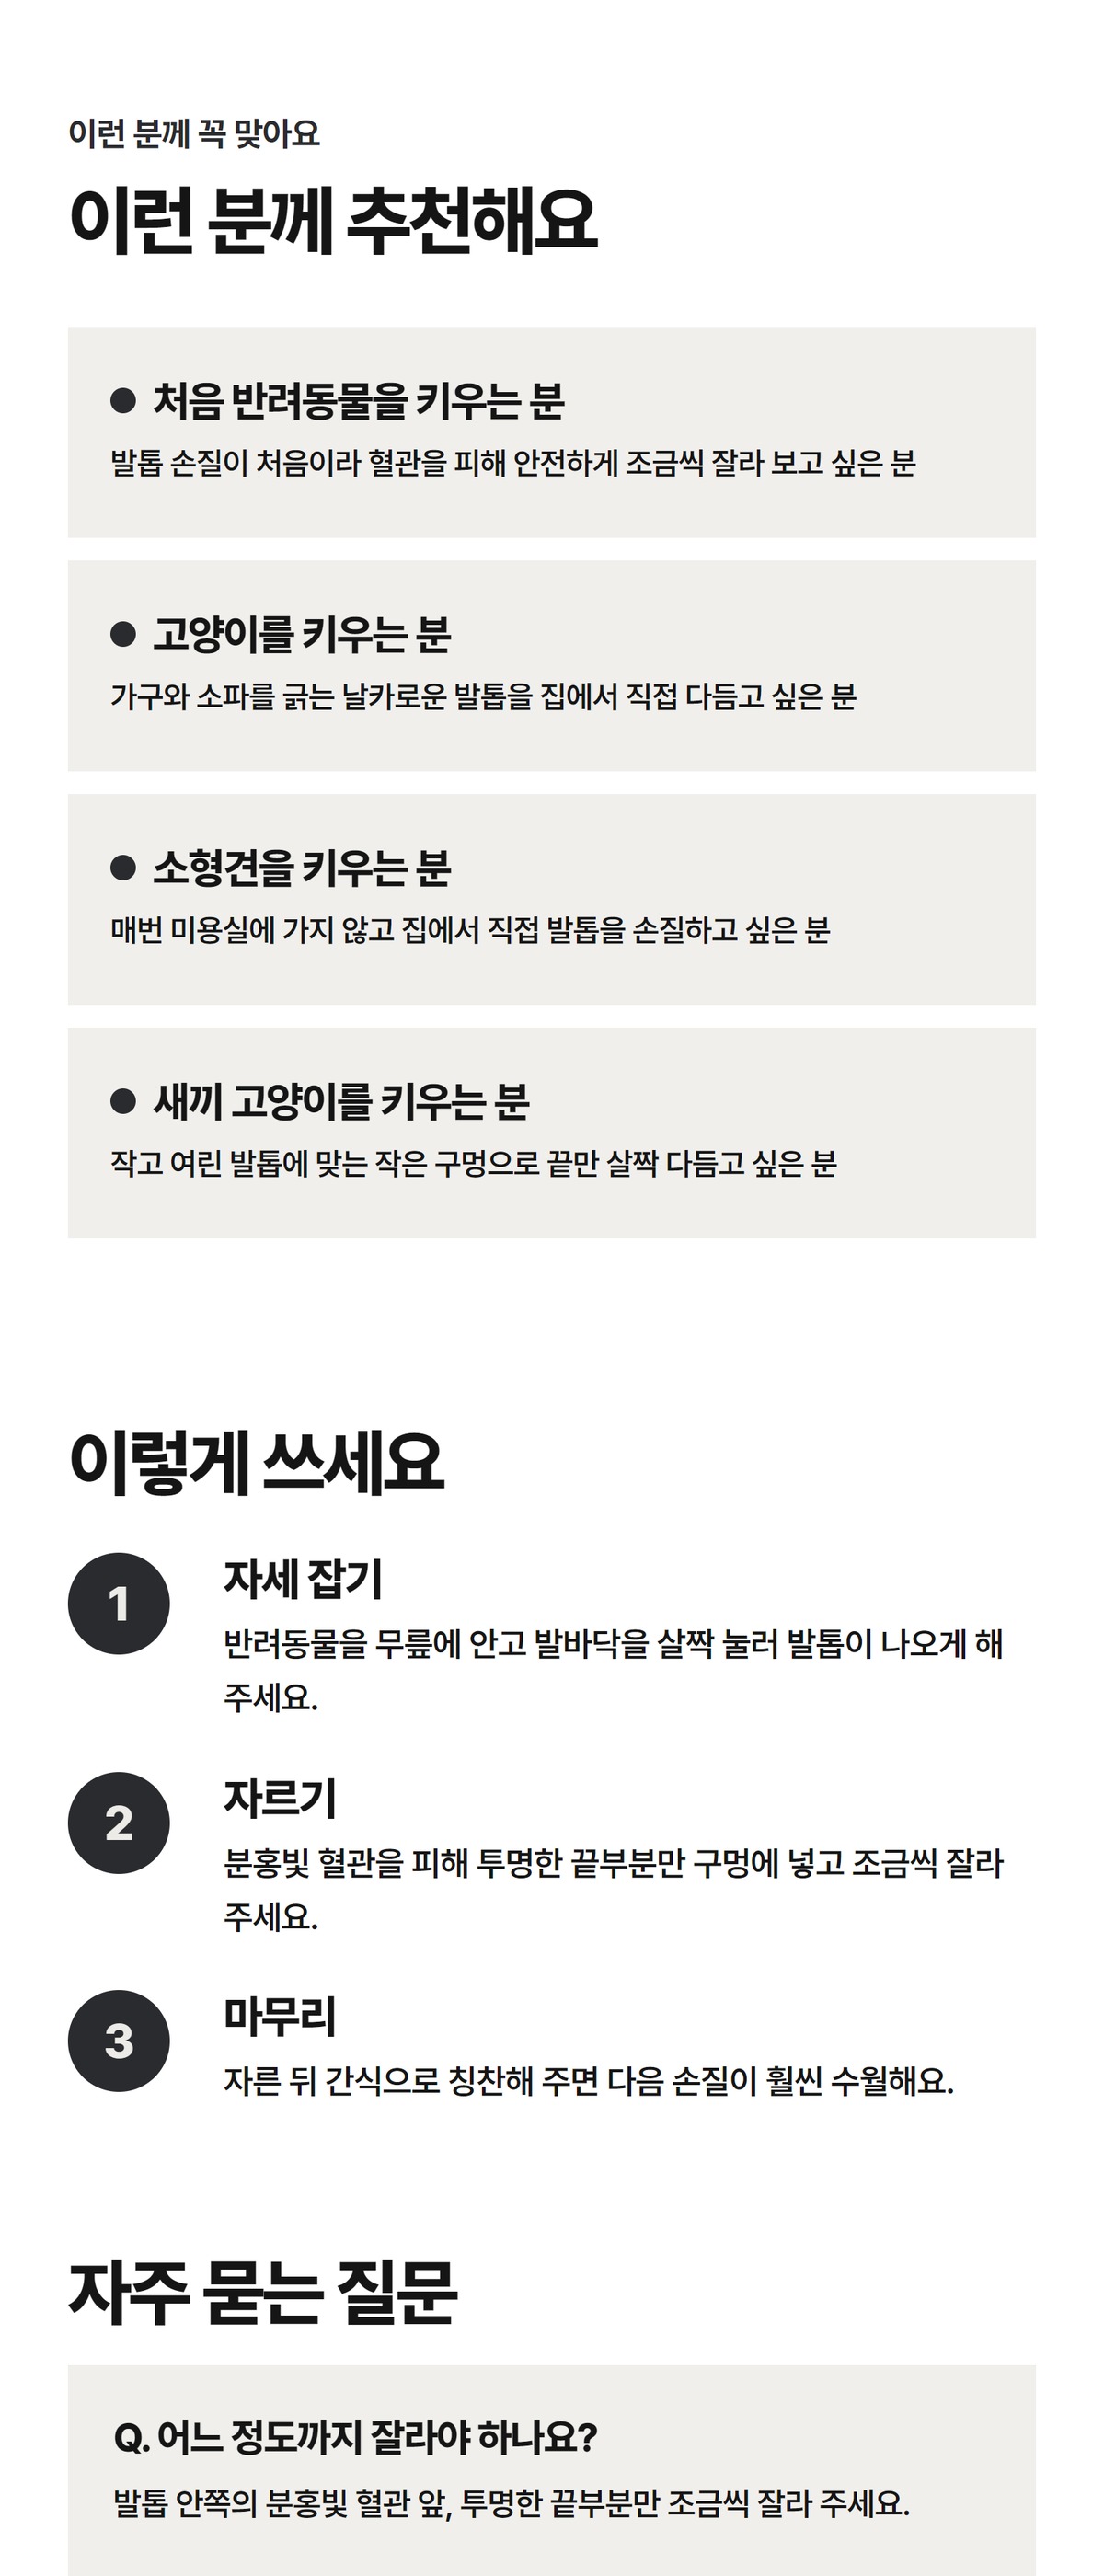 이런 분께 꼭 맞아요
이런 분께 추천해요
처음 반려동물을 키우는 분
발톱 손질이 처음이라 혈관을 피해 안전하게 조금씩 잘라 보고 싶은 분
고양이를 키우는 분
가구와 소파를 긁는 날카로운 발톱을 집에서 직접 다듬고 싶은 분
소형견을 키우는 분
매번 미용실에 가지 않고 집에서 직접 발톱을 손질하고 싶은 분
새끼 고양이를 키우는 분
작고 여린 발톱에 맞는 작은 구멍으로 끝만 살짝 다듬고 싶은 분
이렇게 쓰세요
1
자세 잡기
반려동물을 무릎에 안고 발바닥을 살짝 눌러 발톱이 나오게 해
주세요.
2
자르기
분홍빛 혈관을 피해 투명한 끝부분만 구멍에 넣고 조금씩 잘라
주세요.
3
마무리
자른 뒤 간식으로 칭찬해 주면 다음 손질이 훨씬 수월해요.
자주 묻는 질문
Q. 어느 정도까지 잘라야 하나요?
발톱 안쪽의 분홍빛 혈관 앞, 투명한 끝부분만 조금씩 잘라 주세요.